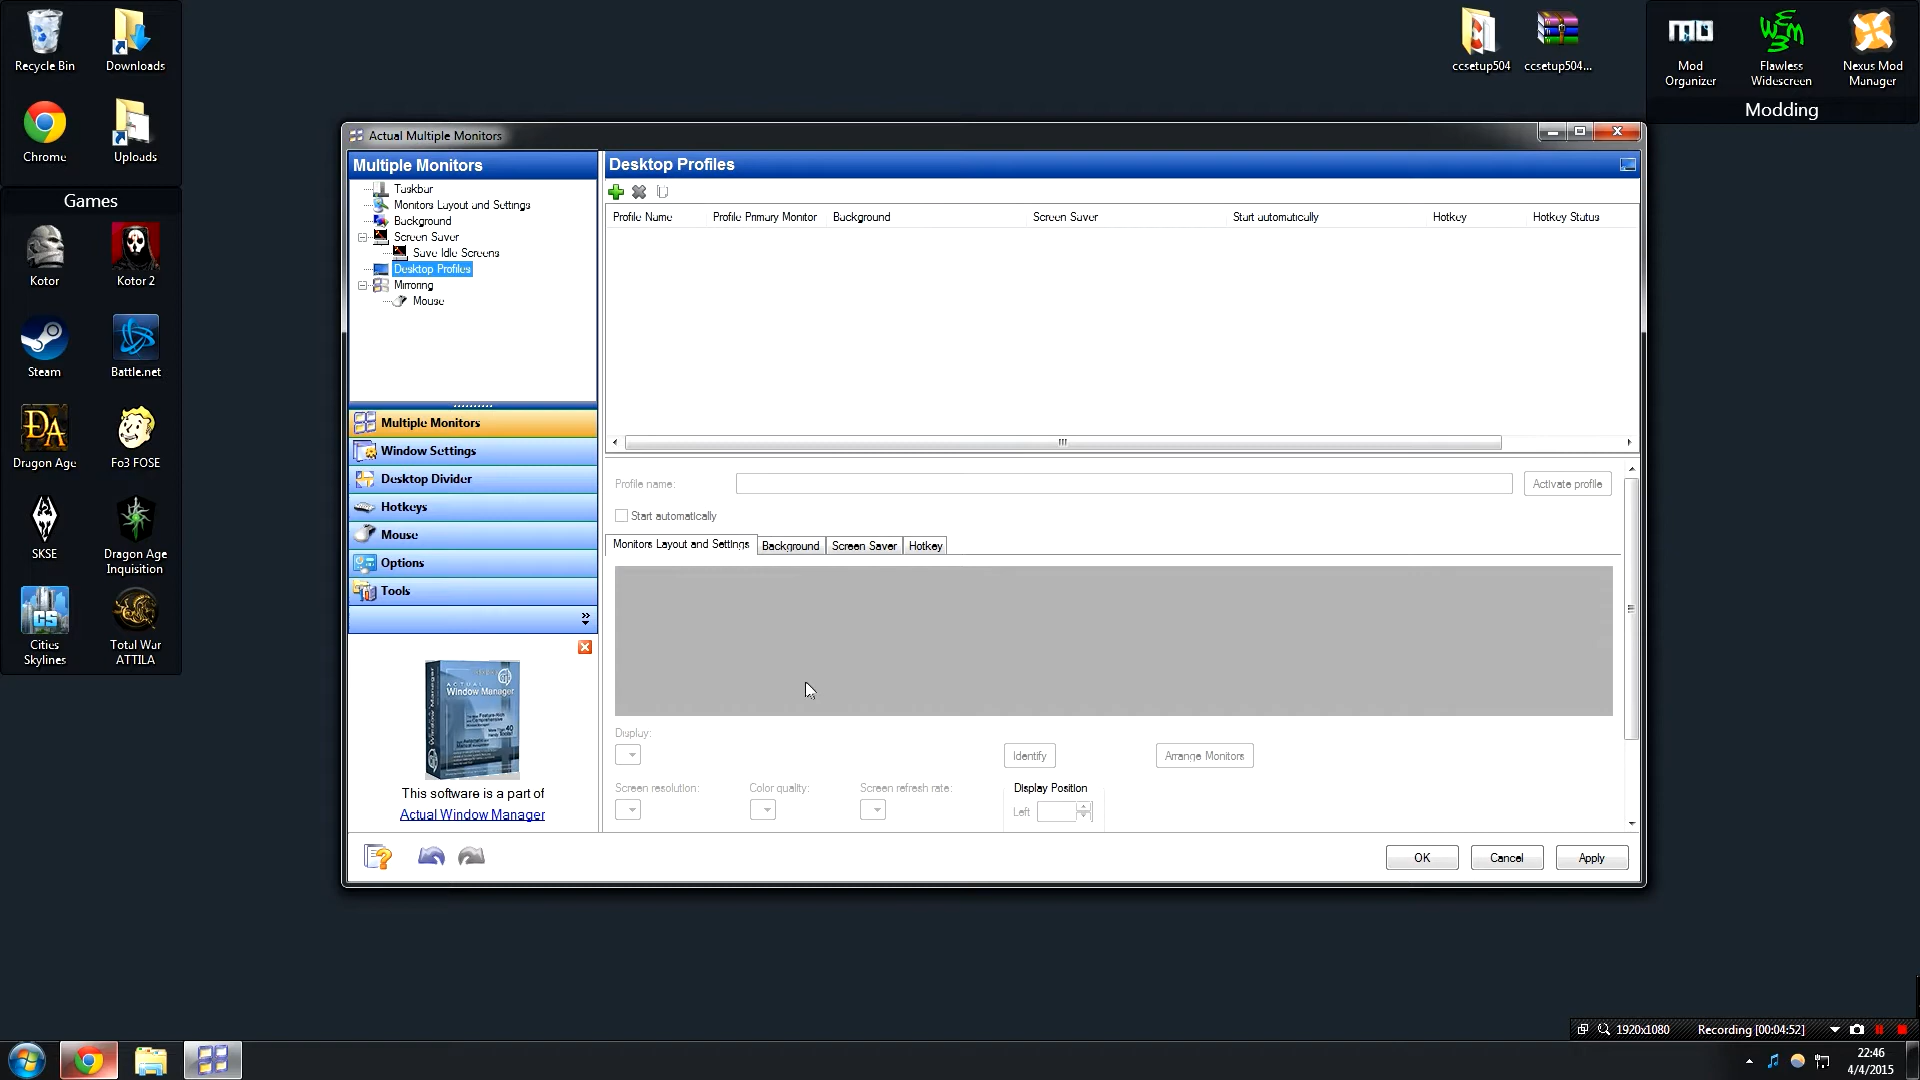 Recycle Bin
Downloads
Chrome
Uploads
Games
Kotor
Kotor 2
Steam
Battle.net
Dragon Age
Fo3 FOSE
SKSE
Dragon Age
Inquisition
Cities
Skylines
Total War
ATTILA
ccsetup504
ccsetup504...
Mod
Organizer
Flawless
Widescreen
Nexus Mod
Manager
Modding
Actual Multiple Monitors
Multiple Monitors
Taskbar
Monitors Layout and Settings
Background
Screen Saver
Save Idle Screens
Desktop Profiles
Mirroring
Mouse
Multiple Monitors
Window Settings
Desktop Divider
Hotkeys
Mouse
Options
Tools
ACTUAL
Window Manager
This software is a part of
Actual Window Manager
Desktop Profiles
Profile Name Profile Primary Monitor Background Screen Saver Start automatically Hotkey Hotkey Status
Profile name:
Activate profile
Start automatically
Monitors Layout and Settings Background Screen Saver Hotkey
Display:
Identify
Arrange Monitors
Screen resolution: Color quality: Screen refresh rate: Display Position
Left
OK
Cancel
Apply
1920x1080
Recording [00:04:52]
22:46
4/4/2015